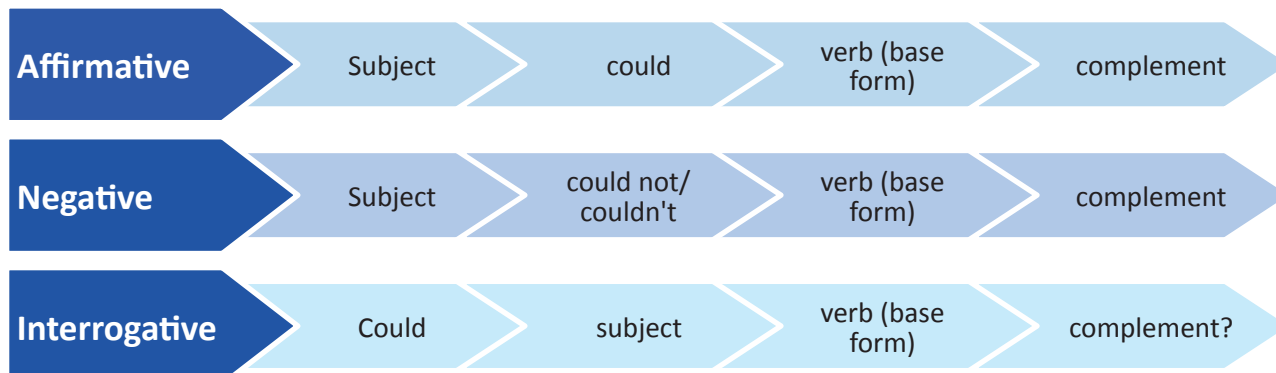 Affirmative
Subject
could
verb (base
form)
complement
Negative
Subject
could not/
couldn't
verb (base
form)
complement
Interrogative
Could
subject
verb (base
form)
complement?